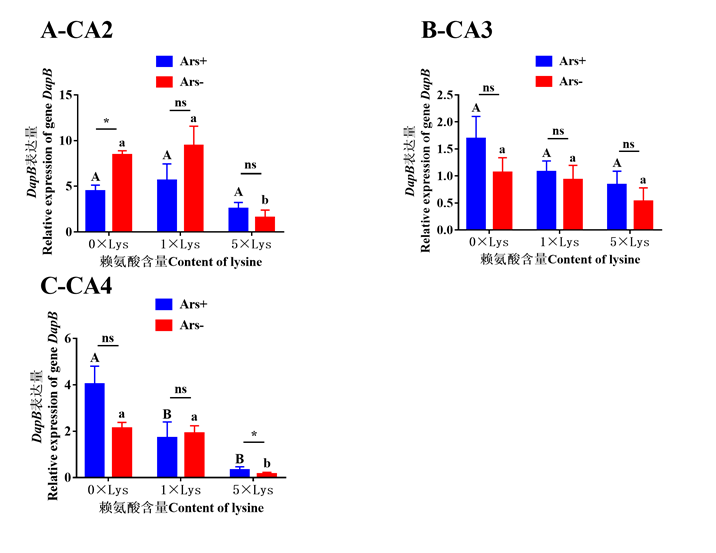 A-CA2
Ars+
Ars-
DapB表达量
Relative expression of gene DapB
15
10
5
0
*
ns
ns
A
a
A
a
A
b
0×Lys
1×Lys
5×Lys
赖氨酸含量Content of lysine
B-CA3
Ars+
Ars-
DapB表达量
Relative expression of gene DapB
2.5
2.0
1.5
1.0
0.5
0.0
ns
ns
ns
A
a
A
a
A
a
0×Lys
1×Lys
5×Lys
赖氨酸含量Content of lysine
C-CA4
Ars+
Ars-
DapB表达量
Relative expression of gene DapB
6
4
2
0
ns
ns
*
A
a
B
a
B
b
0×Lys
1×Lys
5×Lys
赖氨酸含量Content of lysine